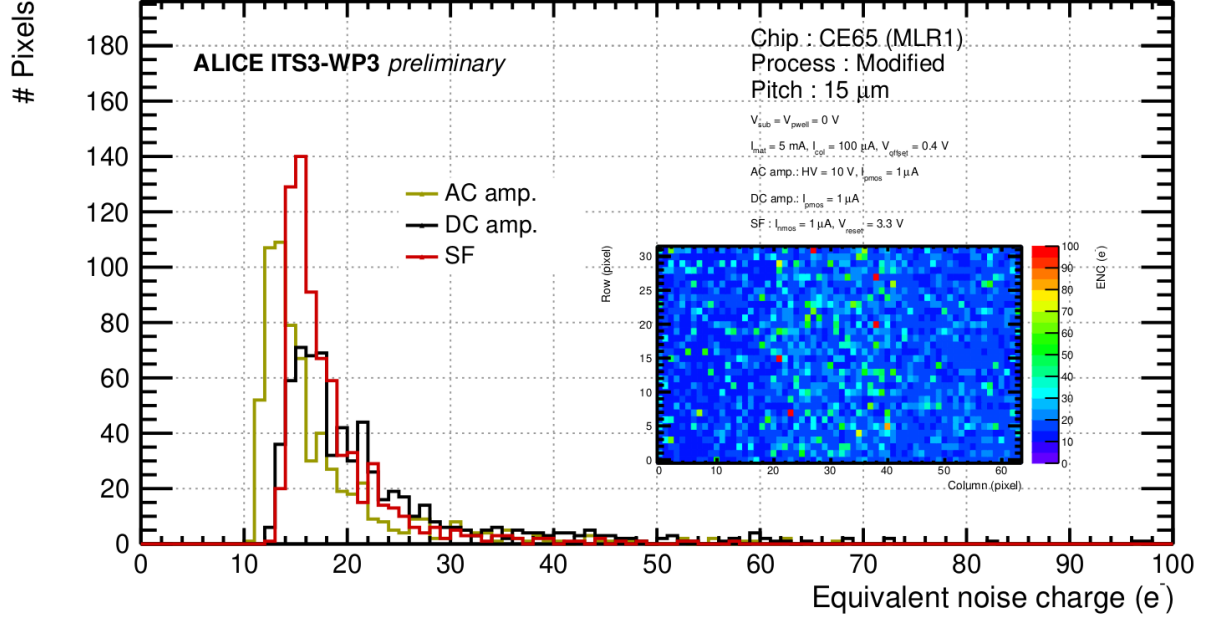 # Pixels
180
160
140
120
100
80
60
40
20
0
ALICE ITS3-WP3 preliminary
Chip : CE65 (MLR1)
Process : Modified
Pitch : 15 μm
V_sub = V_pwell = 0 V
I_mat = 5 mA, I_col = 100 μA, V_offset = 0.4 V
AC amp.: HV = 10 V, I_pmos = 1 μA
DC amp.: I_pmos = 1 μA
SF : I_nmos = 1 μA, V_reset = 3.3 V
AC amp.
DC amp.
SF
Row (pixel)
30
25
20
15
10
5
0
0 10 20 30 40 50 60
Column (pixel)
100
90
80
70
60
50
40
30
20
10
0
ENC (e⁻)
0 10 20 30 40 50 60 70 80 90 100
Equivalent noise charge (e⁻)